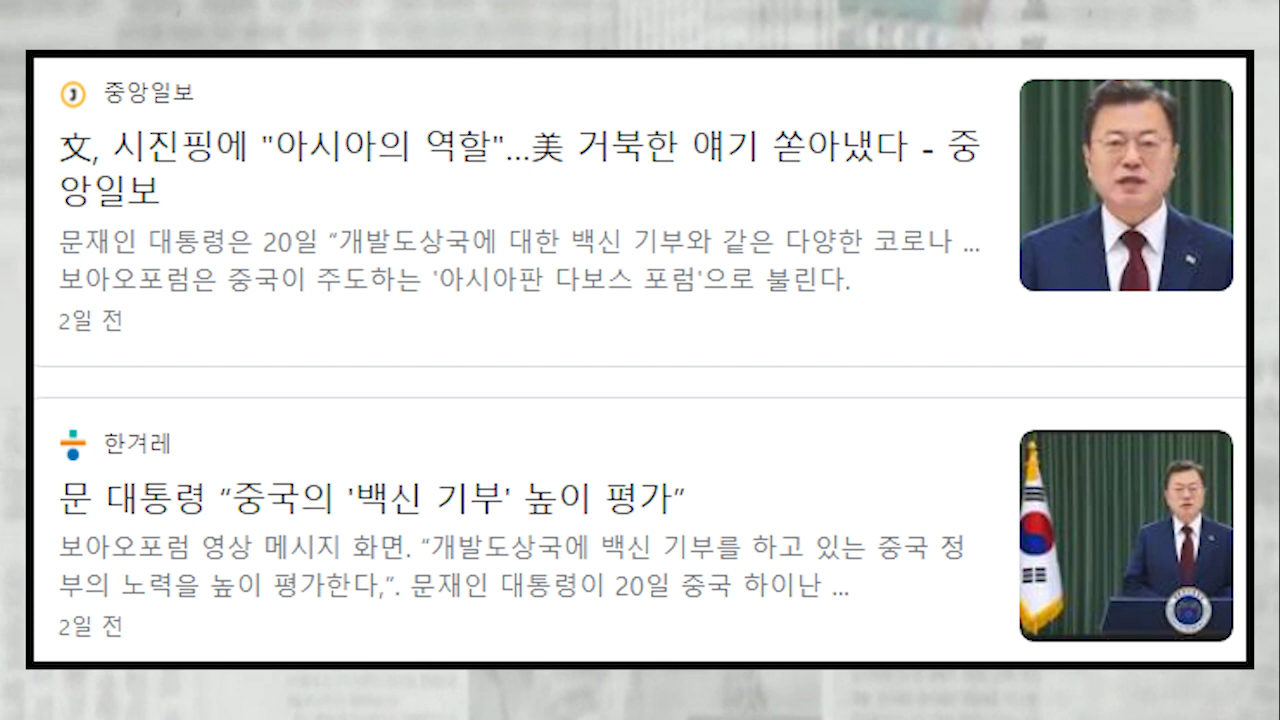 중앙일보
文, 시진핑에 "아시아의 역할"...美 거북한 얘기 쏟아냈다 - 중
앙일보
문재인 대통령은 20일 “개발도상국에 대한 백신 기부와 같은 다양한 코로나 ...
보아오포럼은 중국이 주도하는 '아시아판 다보스 포럼'으로 불린다.
2일 전
한겨레
문 대통령 “중국의 '백신 기부' 높이 평가”
보아오포럼 영상 메시지 화면. “개발도상국에 백신 기부를 하고 있는 중국 정
부의 노력을 높이 평가한다,”. 문재인 대통령이 20일 중국 하이난 ...
2일 전